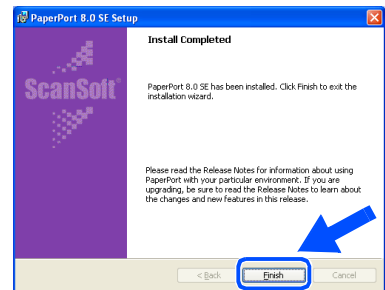 PaperPort 8.0 SE Setup
Install Completed
ScanSoft®
PaperPort 8.0 SE has been installed. Click Finish to exit the
installation wizard.
Please read the Release Notes for information about using
PaperPort with your particular environment. If you are
upgrading, be sure to read the Release Notes to learn about
the changes and new features in this release.
< Back
Finish
Cancel